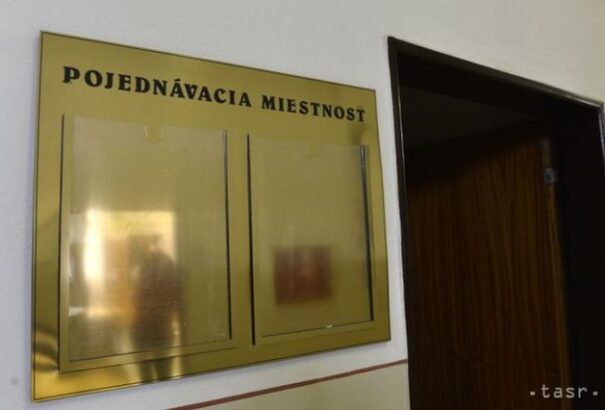 POJEDNÁVACIA MIESTNOSŤ
.tasr.